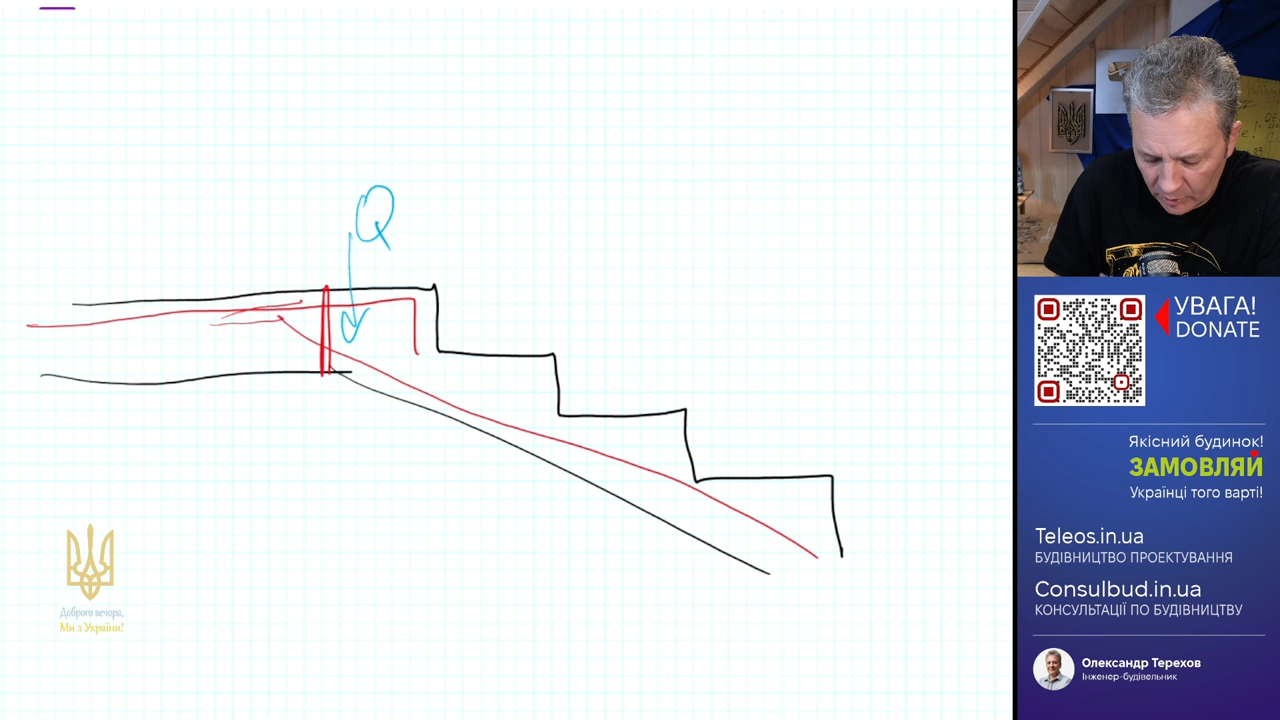 Q
УВАГА!
DONATE
Якісний будинок!
ЗАМОВЛЯЙ
Українці того варті!
Teleos.in.ua
БУДІВНИЦТВО ПРОЕКТУВАННЯ
Consulbud.in.ua
КОНСУЛЬТАЦІЇ ПО БУДІВНИЦТВУ
Доброго вечора,
Ми з України!
Олександр Терехов
Інженер-будівельник